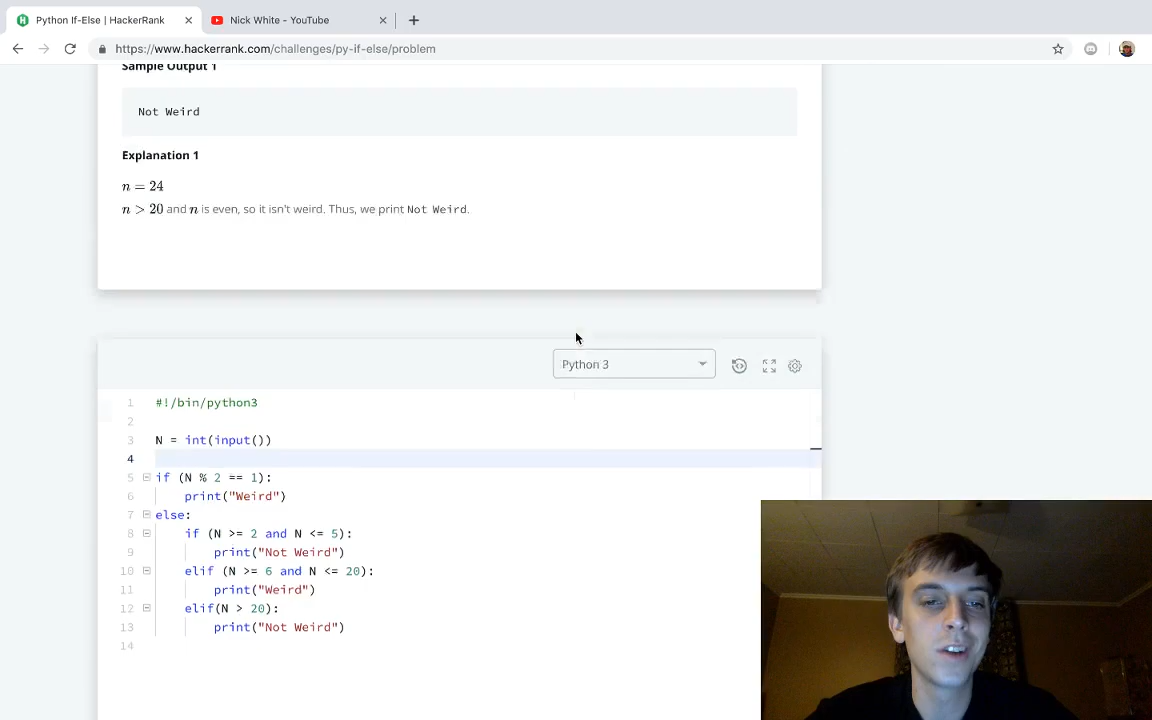 Python If-Else | HackerRank
Nick White - YouTube
https://www.hackerrank.com/challenges/py-if-else/problem
Sample Output 1
Not Weird
Explanation 1
n = 24
n > 20 and n is even, so it isn't weird. Thus, we print Not Weird.
Python 3
1 #!/bin/python3
2
3 N = int(input())
4
5 if (N % 2 == 1):
6 print("Weird")
7 else:
8 if (N >= 2 and N <= 5):
9 print("Not Weird")
10 elif (N >= 6 and N <= 20):
11 print("Weird")
12 elif(N > 20):
13 print("Not Weird")
14